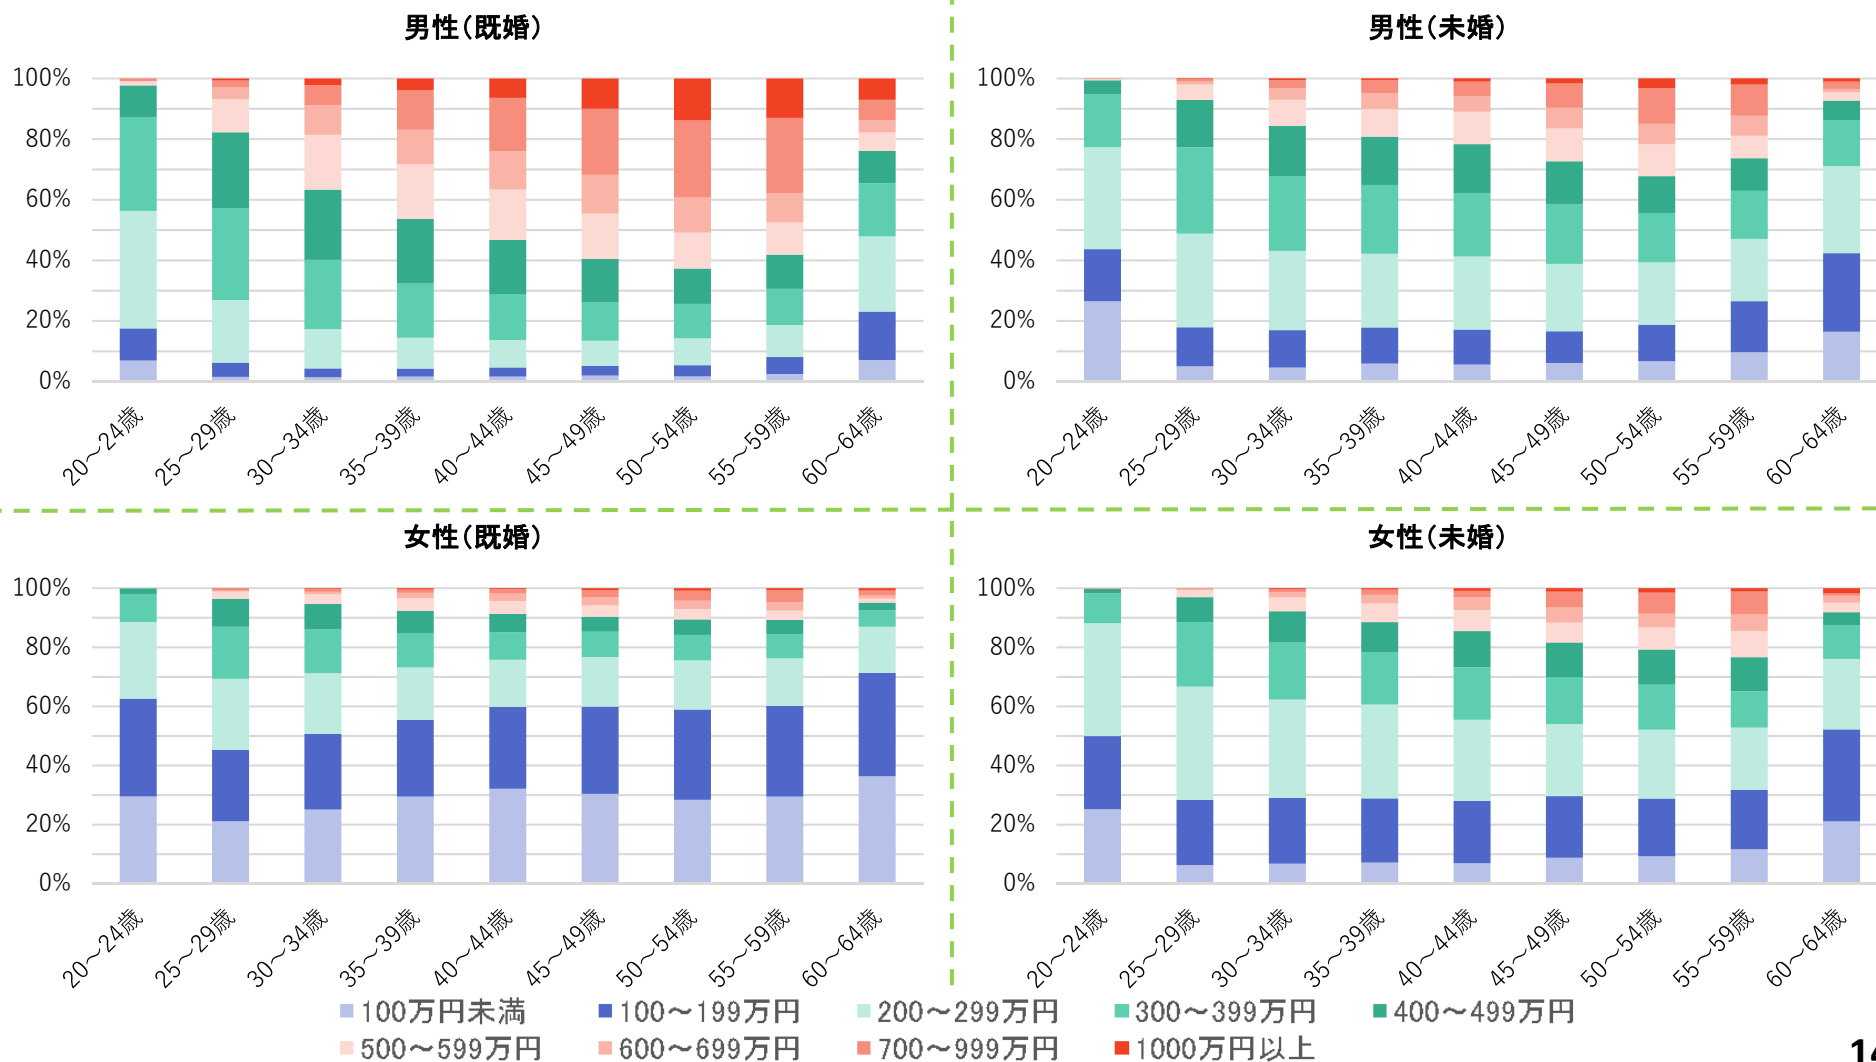 男性（既婚）
100%
80%
60%
40%
20%
0%
20～24歳
25～29歳
30～34歳
35～39歳
40～44歳
45～49歳
50～54歳
55～59歳
60～64歳
男性（未婚）
100%
80%
60%
40%
20%
0%
20～24歳
25～29歳
30～34歳
35～39歳
40～44歳
45～49歳
50～54歳
55～59歳
60～64歳
女性（既婚）
100%
80%
60%
40%
20%
0%
20～24歳
25～29歳
30～34歳
35～39歳
40～44歳
45～49歳
50～54歳
55～59歳
60～64歳
女性（未婚）
100%
80%
60%
40%
20%
0%
20～24歳
25～29歳
30～34歳
35～39歳
40～44歳
45～49歳
50～54歳
55～59歳
60～64歳
100万円未満 100～199万円 200～299万円 300～399万円 400～499万円
500～599万円 600～699万円 700～999万円 1000万円以上